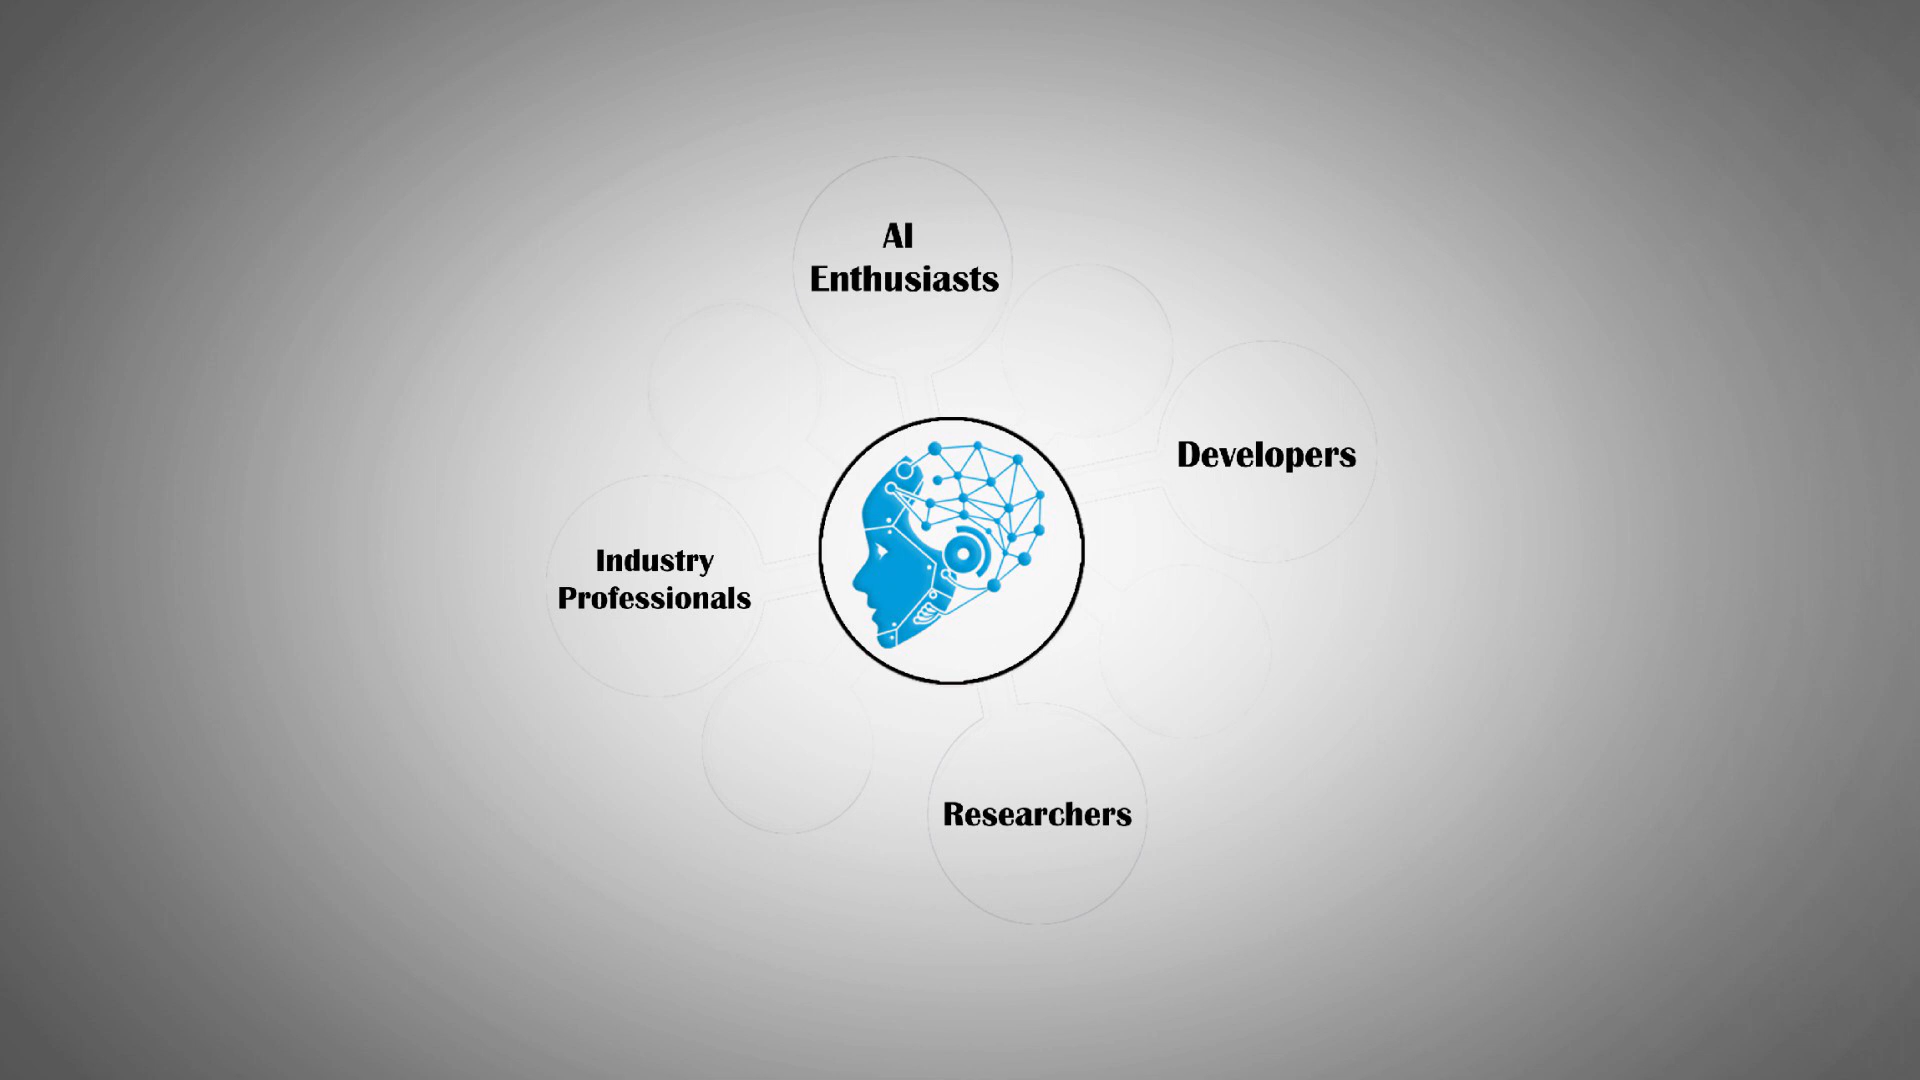 AI
Enthusiasts
Developers
Industry
Professionals
Researchers